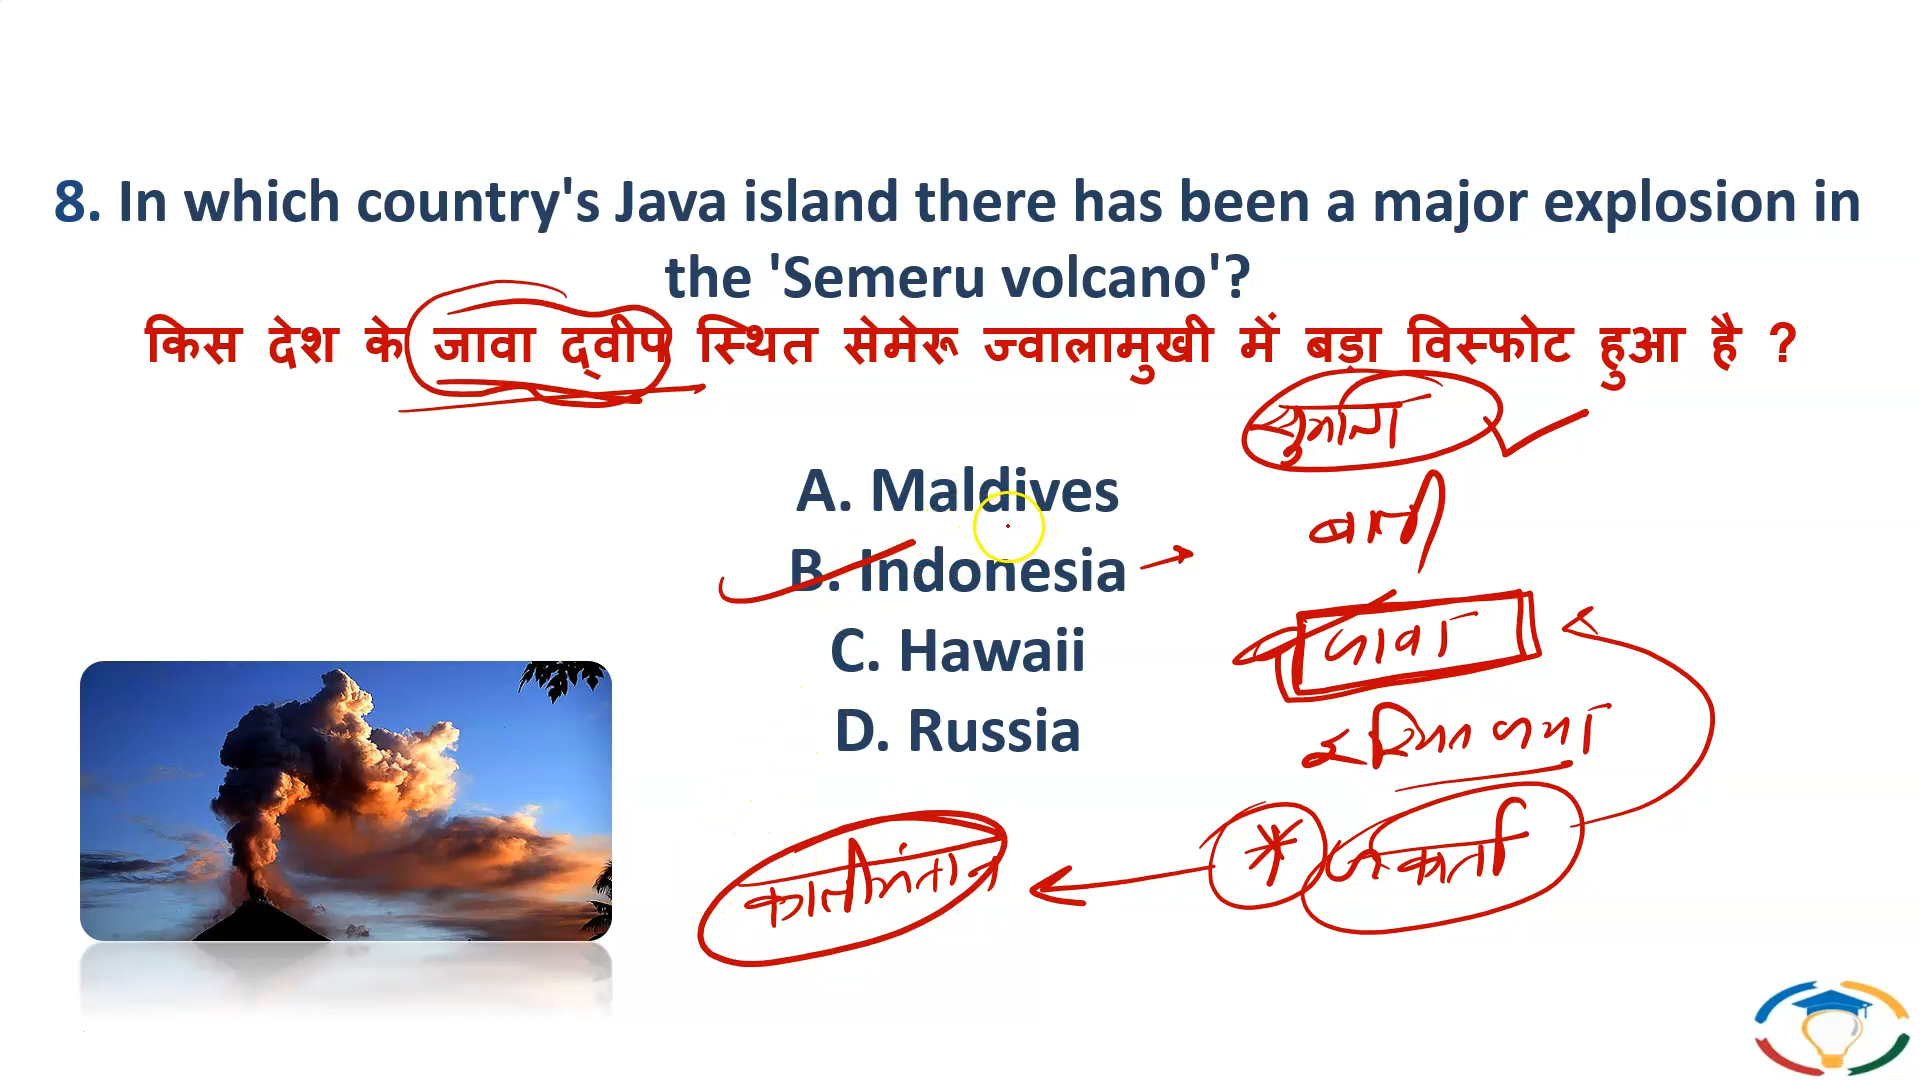 8. In which country's Java island there has been a major explosion in
the 'Semeru volcano'?
किस देश के जावा द्वीप स्थित सेमेरू ज्वालामुखी में बड़ा विस्फोट हुआ है ?
A. Maldives
B. Indonesia
C. Hawaii
D. Russia
बाली
जावा
* जकार्ता